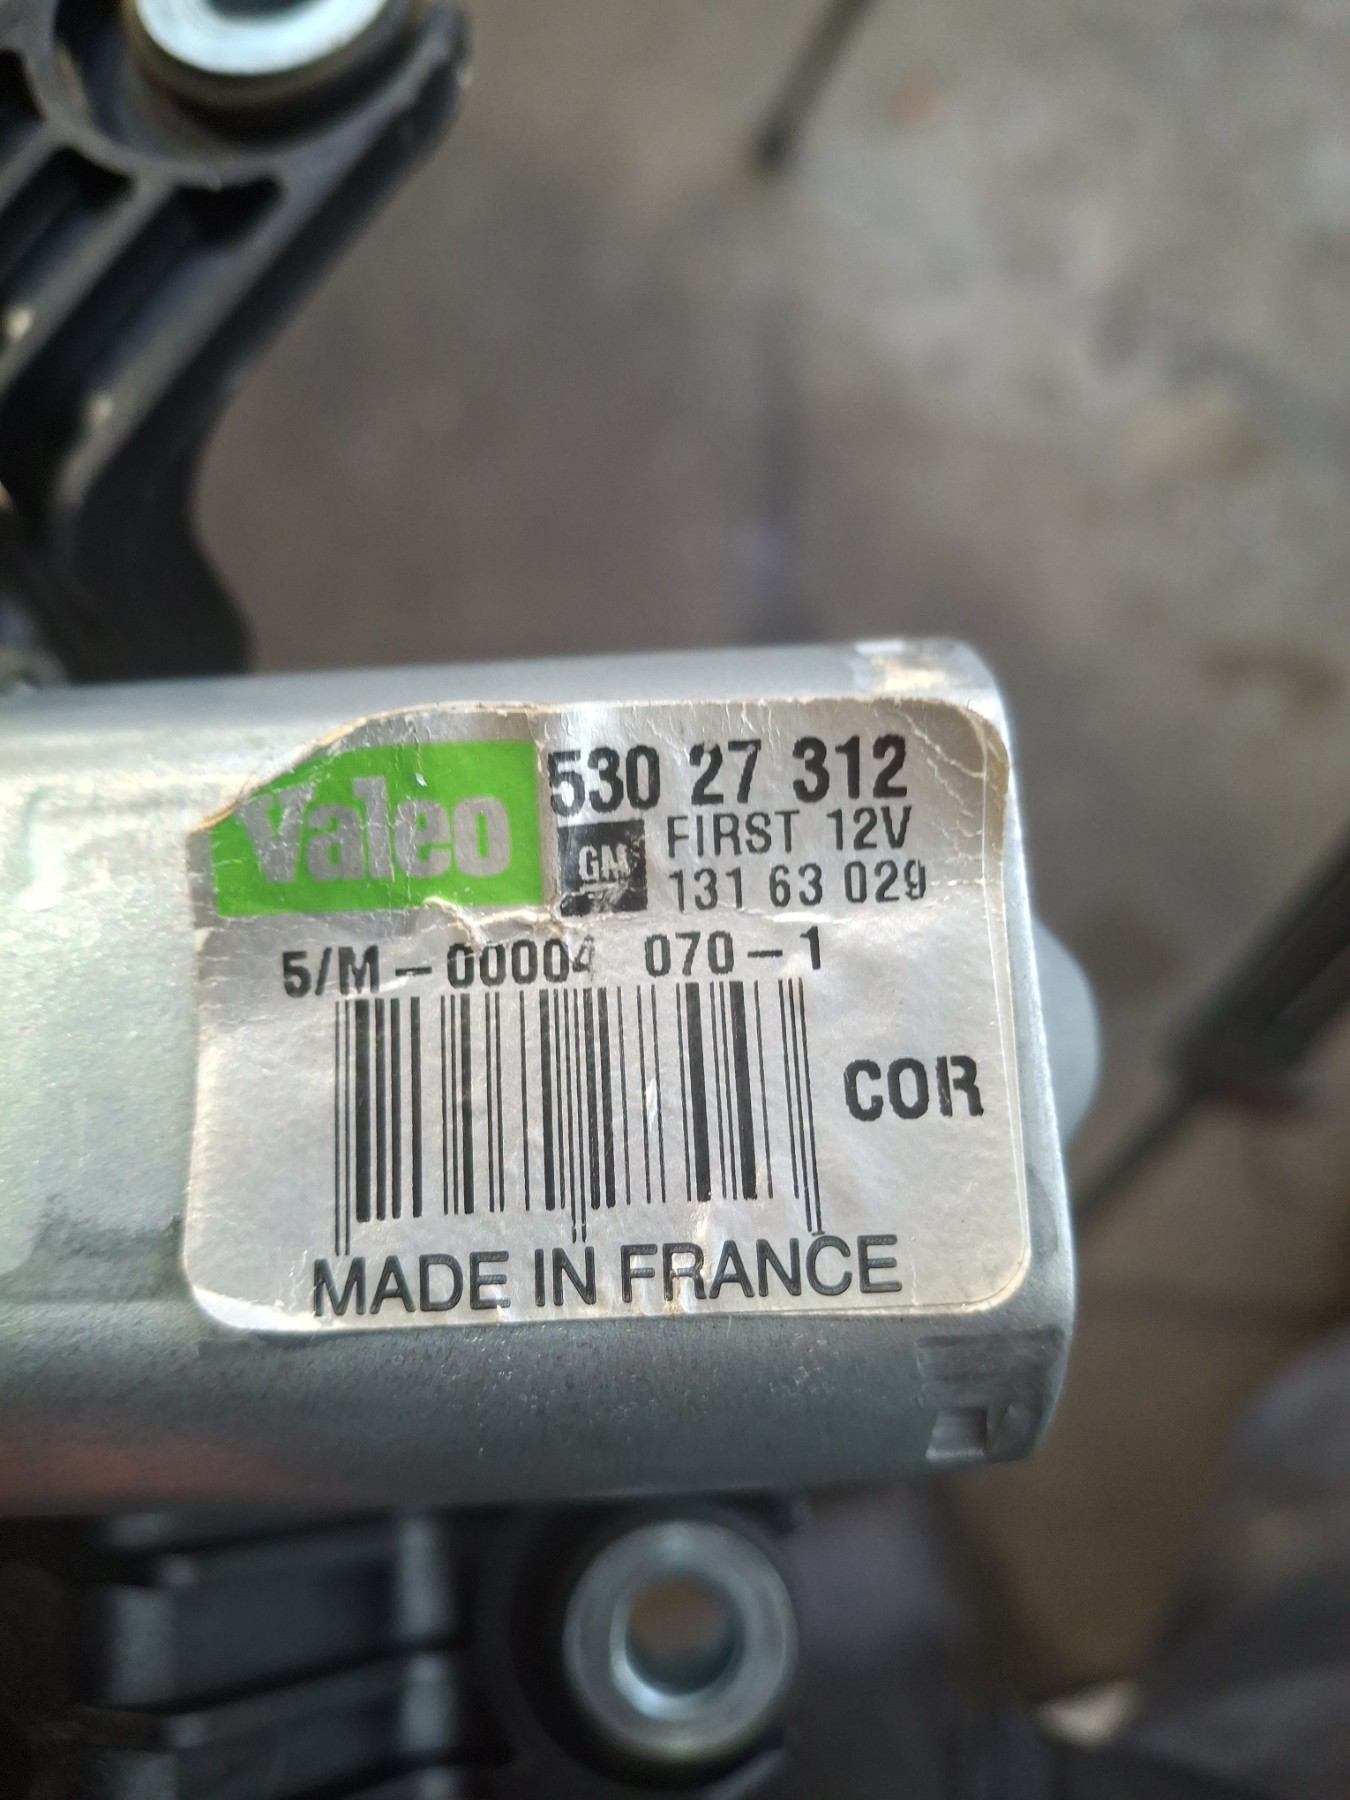 Valeo
530 27 312
GM
FIRST 12V
131 63 029
5/M-00004 070-1
COR
MADE IN FRANCE